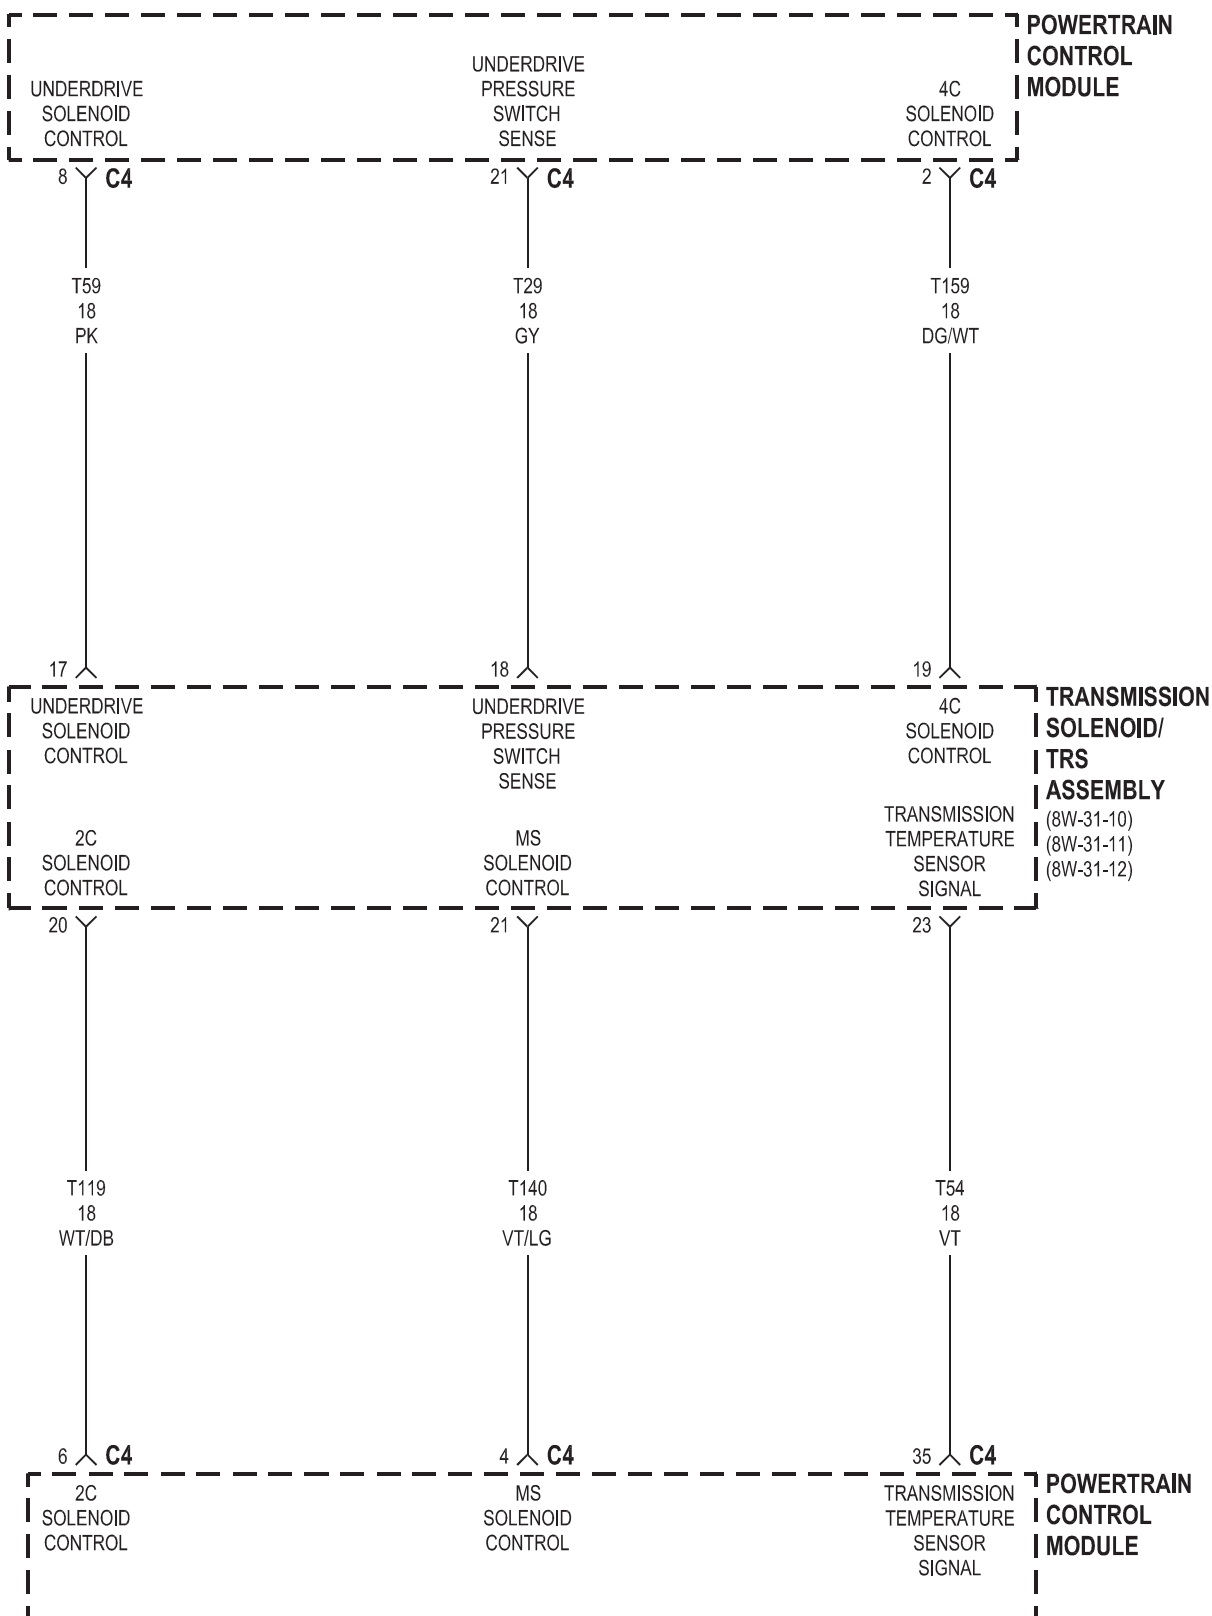 POWERTRAIN
CONTROL
MODULE
UNDERDRIVE
SOLENOID
CONTROL
UNDERDRIVE
PRESSURE
SWITCH
SENSE
4C
SOLENOID
CONTROL
8 C4
21 C4
2 C4
T59
18
PK
T29
18
GY
T159
18
DG/WT
17
18
19
UNDERDRIVE
SOLENOID
CONTROL
UNDERDRIVE
PRESSURE
SWITCH
SENSE
4C
SOLENOID
CONTROL
TRANSMISSION
SOLENOID/
TRS
ASSEMBLY
(8W-31-10)
(8W-31-11)
(8W-31-12)
2C
SOLENOID
CONTROL
MS
SOLENOID
CONTROL
TRANSMISSION
TEMPERATURE
SENSOR
SIGNAL
20
21
23
T119
18
WT/DB
T140
18
VT/LG
T54
18
VT
6 C4
4 C4
35 C4
2C
SOLENOID
CONTROL
MS
SOLENOID
CONTROL
TRANSMISSION
TEMPERATURE
SENSOR
SIGNAL
POWERTRAIN
CONTROL
MODULE